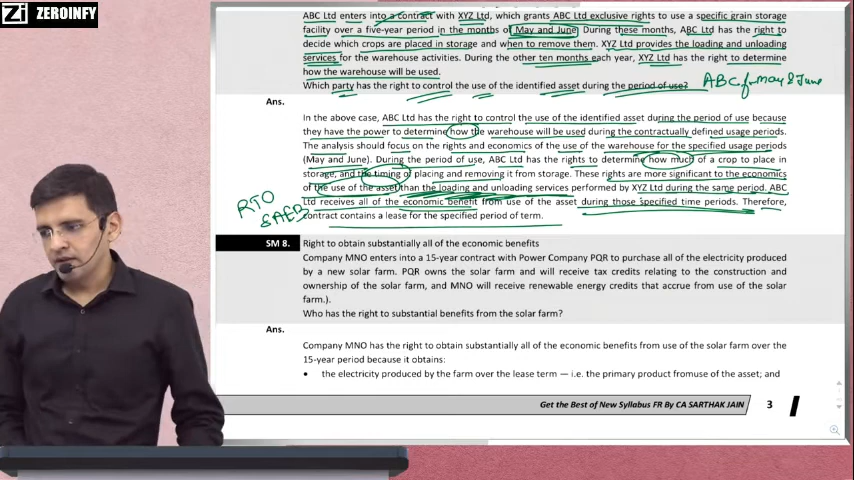 Zi ZEROINFY
ABC Ltd enters into a contract with XYZ Ltd, which grants ABC Ltd exclusive rights to use a specific grain storage
facility over a five-year period in the months of May and June During these months, ABC Ltd has the right to
decide which crops are placed in storage and when to remove them. XYZ Ltd provides the loading and unloading
services for the warehouse activities. During the other ten months each year, XYZ Ltd has the right to determine
how the warehouse will be used.
Which party has the right to control the use of the identified asset during the period of use?
ABC for May & June
Ans.
In the above case, ABC Ltd has the right to control the use of the identified asset during the period of use because
they have the power to determine how the warehouse will be used during the contractually defined usage periods.
The analysis should focus on the rights and economics of the use of the warehouse for the specified usage periods
(May and June). During the period of use, ABC Ltd has the rights to determine how much of a crop to place in
storage, and the timing of placing and removing it from storage. These rights are more significant to the economics
of the use of the asset than the loading and unloading services performed by XYZ Ltd during the same period. ABC
Ltd receives all of the economic benefit from use of the asset during those specified time periods. Therefore,
contract contains a lease for the specified period of term.
RTO
& AEB
SM 8. Right to obtain substantially all of the economic benefits
Company MNO enters into a 15-year contract with Power Company PQR to purchase all of the electricity produced
by a new solar farm. PQR owns the solar farm and will receive tax credits relating to the construction and
ownership of the solar farm, and MNO will receive renewable energy credits that accrue from use of the solar
farm.).
Who has the right to substantial benefits from the solar farm?
Ans.
Company MNO has the right to obtain substantially all of the economic benefits from use of the solar farm over the
15-year period because it obtains:
• the electricity produced by the farm over the lease term — i.e. the primary product fromuse of the asset; and
Get the Best of New Syllabus FR By CA SARTHAK JAIN 3